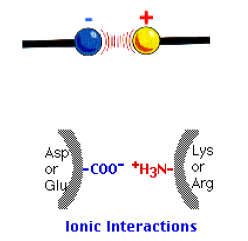 - +
Asp
or
Glu
-COO⁻ ⁺H3N-
Lys
or
Arg
Ionic Interactions